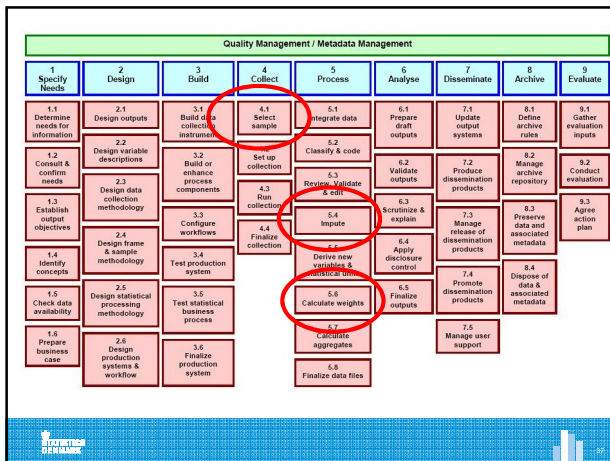 Quality Management / Metadata Management
1
Specify
Needs
2
Design
3
Build
4
Collect
5
Process
6
Analyse
7
Disseminate
8
Archive
9
Evaluate
1.1
Determine
needs for
information
1.2
Consult &
confirm
needs
1.3
Establish
output
objectives
1.4
Identify
concepts
1.5
Check data
availability
1.6
Prepare
business
case
2.1
Design outputs
2.2
Design variable
descriptions
2.3
Design data
collection
methodology
2.4
Design frame
& sample
methodology
2.5
Design statistical
processing
methodology
2.6
Design
production
systems &
workflow
3.1
Build data
collection
instrument
3.2
Build or
enhance
process
components
3.3
Configure
workflows
3.4
Test production
system
3.5
Test statistical
business
process
3.6
Finalize
production
system
4.1
Select
sample
Set up
collection
4.3
Run
collection
4.4
Finalize
collection
5.1
Integrate data
5.2
Classify & code
5.3
Review, Validate
& edit
5.4
Impute
5.5
Derive new
variables &
statistical units
5.6
Calculate weights
5.7
Calculate
aggregates
5.8
Finalize data files
6.1
Prepare
draft
outputs
6.2
Validate
outputs
6.3
Scrutinize &
explain
6.4
Apply
disclosure
control
6.5
Finalize
outputs
7.1
Update
output
systems
7.2
Produce
dissemination
products
7.3
Manage
release of
dissemination
products
7.4
Promote
dissemination
products
7.5
Manage user
support
8.1
Define
archive
rules
8.2
Manage
archive
repository
8.3
Preserve
data and
associated
metadata
8.4
Dispose of
data &
associated
metadata
9.1
Gather
evaluation
inputs
9.2
Conduct
evaluation
9.3
Agree
action
plan
STATISTICS
DENMARK
37